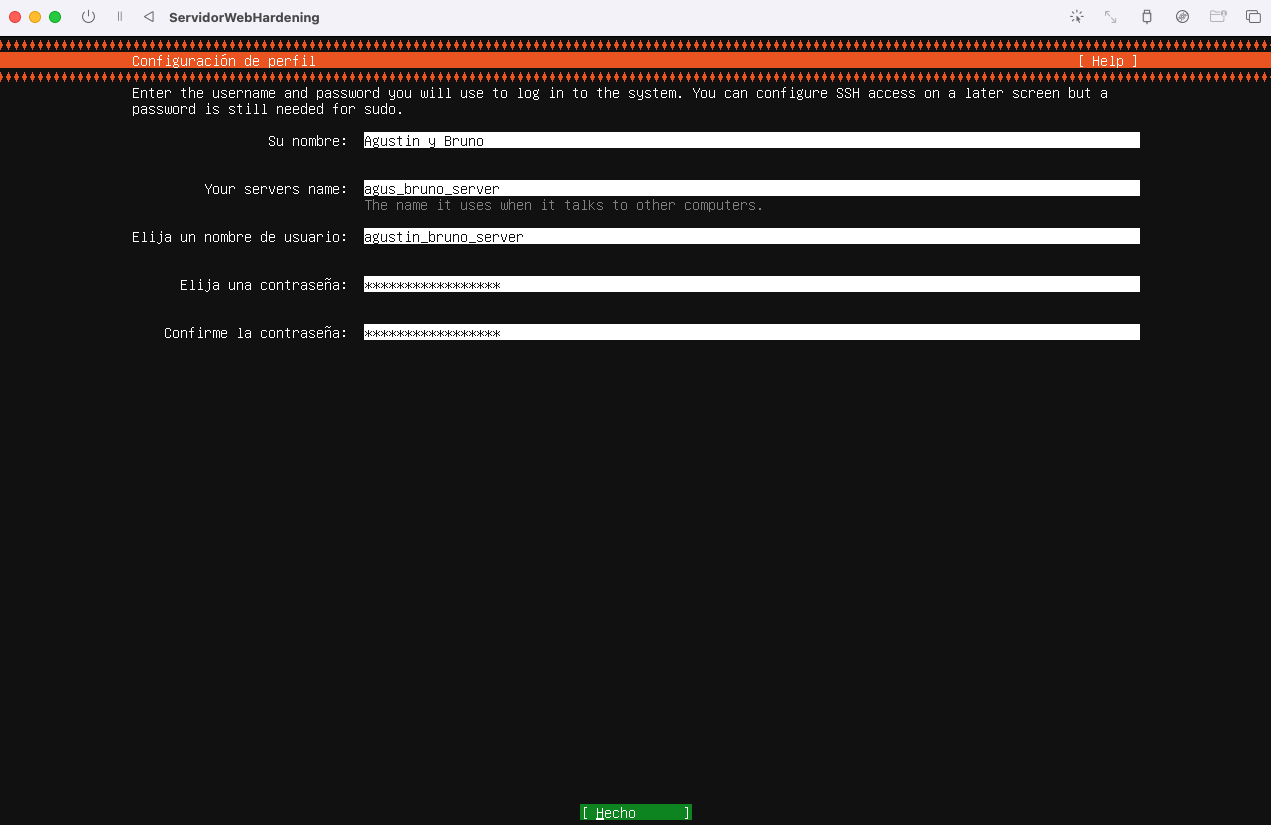 ServidorWebHardening
Configuración de perfil [ Help ]
Enter the username and password you will use to log in to the system. You can configure SSH access on a later screen but a
password is still needed for sudo.
Su nombre: Agustin y Bruno
Your servers name: agus_bruno_server
The name it uses when it talks to other computers.
Elija un nombre de usuario: agustin_bruno_server
Elija una contraseña: *****************
Confirme la contraseña: *****************
[ Hecho ]